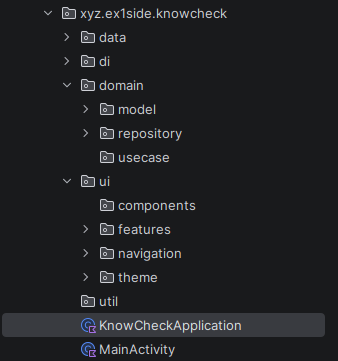 xyz.ex1side.knowcheck
data
di
domain
model
repository
usecase
ui
components
features
navigation
theme
util
KnowCheckApplication
MainActivity